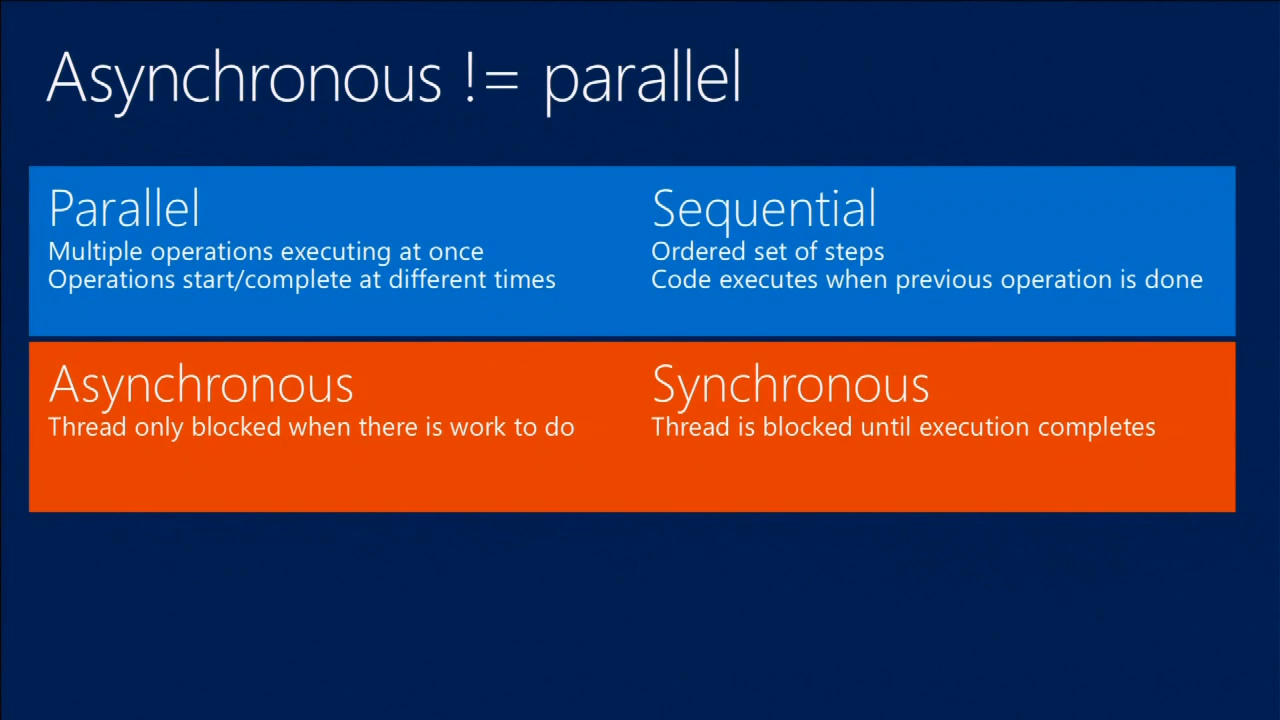 Asynchronous != parallel
Parallel
Multiple operations executing at once
Operations start/complete at different times
Sequential
Ordered set of steps
Code executes when previous operation is done
Asynchronous
Thread only blocked when there is work to do
Synchronous
Thread is blocked until execution completes